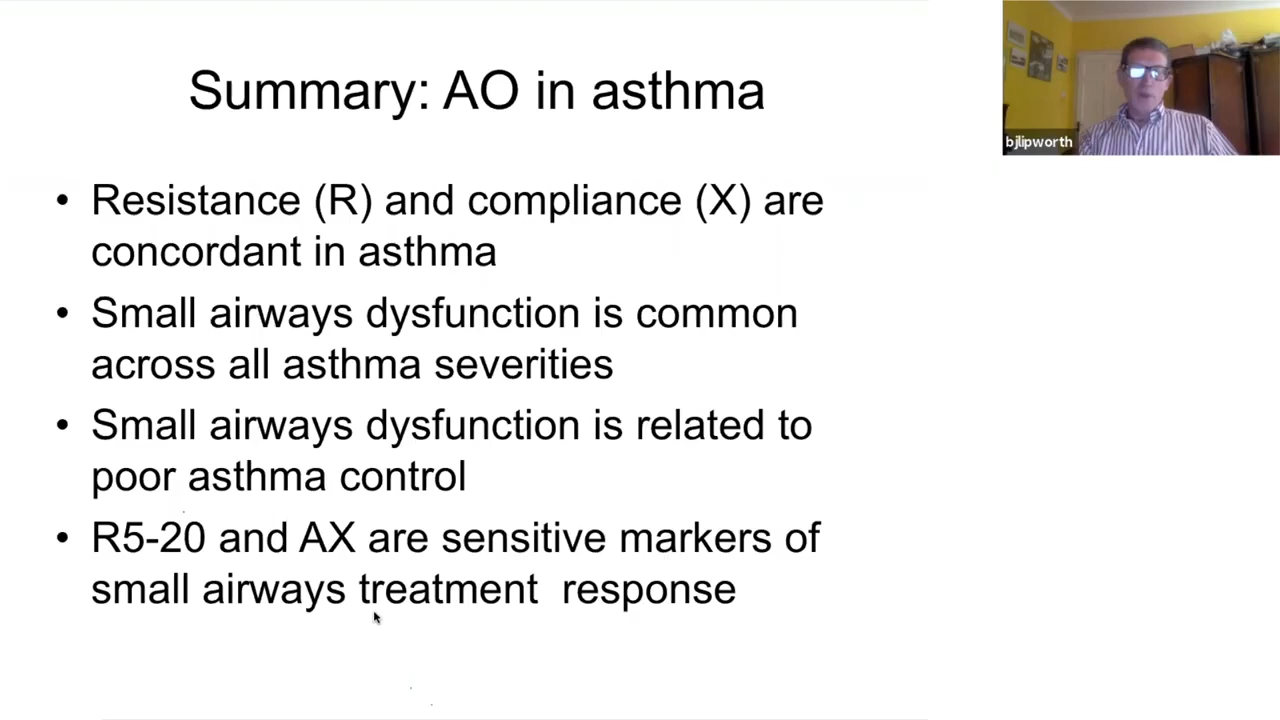 Summary: AO in asthma
bjlipworth
• Resistance (R) and compliance (X) are
concordant in asthma
• Small airways dysfunction is common
across all asthma severities
• Small airways dysfunction is related to
poor asthma control
• R5-20 and AX are sensitive markers of
small airways treatment  response